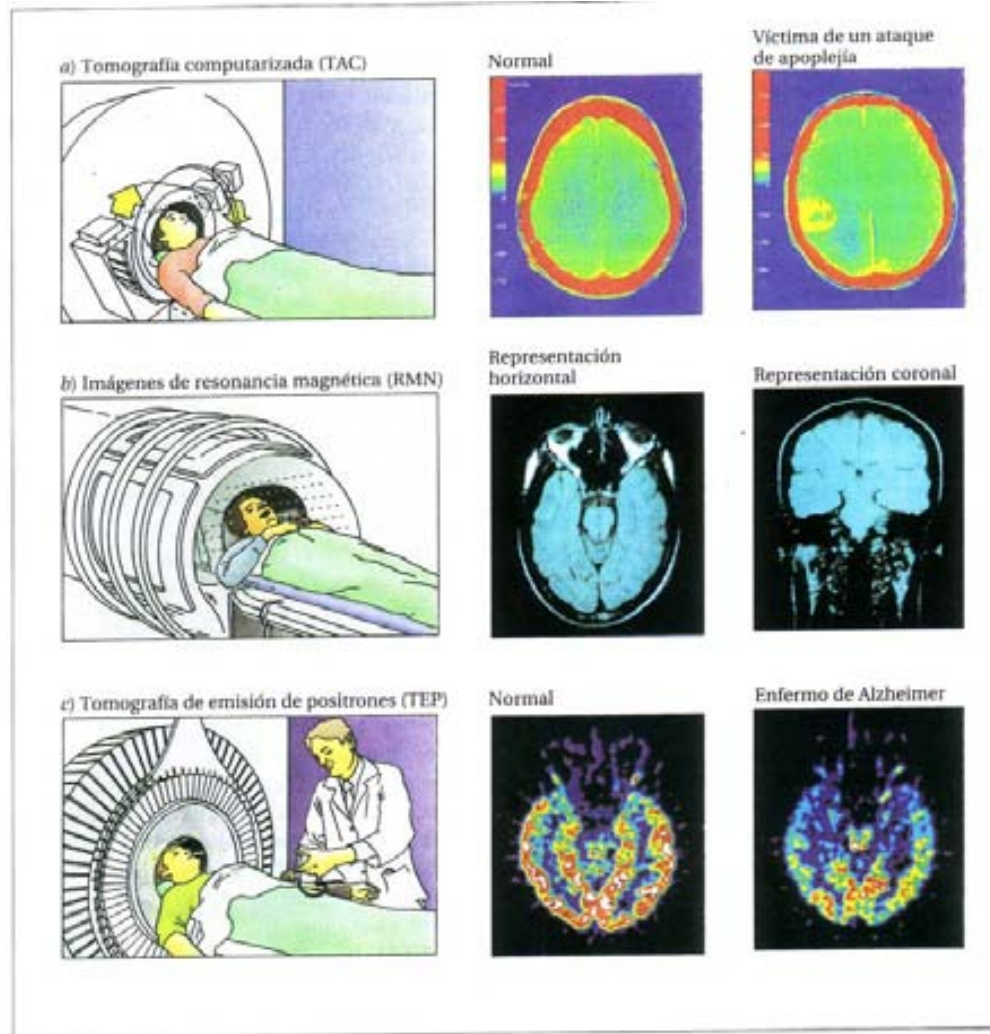 a) Tomografía computarizada (TAC)
Normal
Víctima de un ataque
de apoplejía
b) Imágenes de resonancia magnética (RMN)
Representación
horizontal
Representación coronal
c) Tomografía de emisión de positrones (TEP)
Normal
Enfermo de Alzheimer